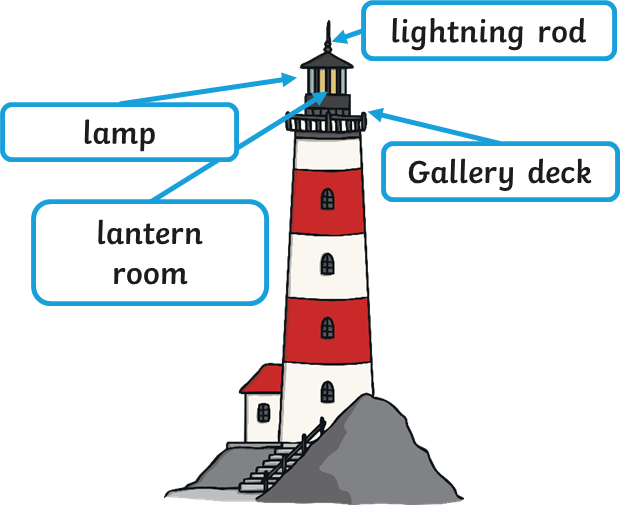 lightning rod
lamp
Gallery deck
lantern
room